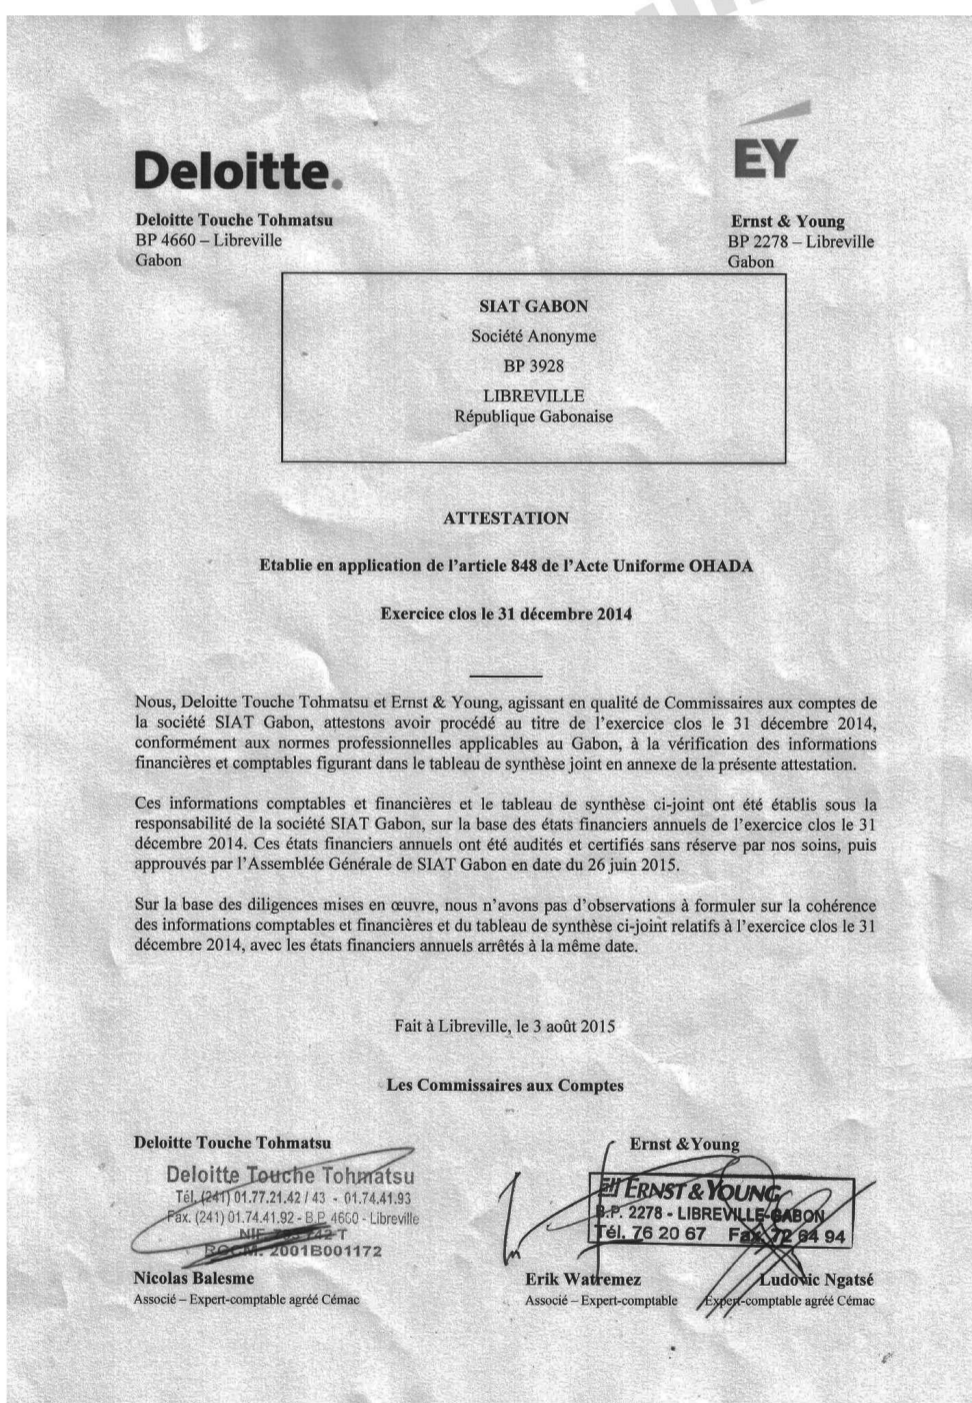 Deloitte.
EY
Deloitte Touche Tohmatsu
BP 4660 – Libreville
Gabon
Ernst & Young
BP 2278 – Libreville
Gabon
SIAT GABON
Société Anonyme
BP 3928
LIBREVILLE
République Gabonaise
ATTESTATION
Etablie en application de l'article 848 de l'Acte Uniforme OHADA
Exercice clos le 31 décembre 2014
Nous, Deloitte Touche Tohmatsu et Ernst & Young, agissant en qualité de Commissaires aux comptes de
la société SIAT Gabon, attestons avoir procédé au titre de l'exercice clos le 31 décembre 2014,
conformément aux normes professionnelles applicables au Gabon, à la vérification des informations
financières et comptables figurant dans le tableau de synthèse joint en annexe de la présente attestation.
Ces informations comptables et financières et le tableau de synthèse ci-joint ont été établis sous la
responsabilité de la société SIAT Gabon, sur la base des états financiers annuels de l'exercice clos le 31
décembre 2014. Ces états financiers annuels ont été audités et certifiés sans réserve par nos soins, puis
approuvés par l'Assemblée Générale de SIAT Gabon en date du 26 juin 2015.
Sur la base des diligences mises en œuvre, nous n'avons pas d'observations à formuler sur la cohérence
des informations comptables et financières et du tableau de synthèse ci-joint relatifs à l'exercice clos le 31
décembre 2014, avec les états financiers annuels arrêtés à la même date.
Fait à Libreville, le 3 août 2015
Les Commissaires aux Comptes
Deloitte Touche Tohmatsu
Deloitte Touche Tohmatsu
Tél. (241) 01.77.21.42 / 43 - 01.74.41.93
Fax. (241) 01.74.41.92 - B.P. 4660 - Libreville
NIF 742 T
RCCM: 2001B001172
Nicolas Balesme
Associé – Expert-comptable agréé Cémac
Ernst &Young
ERNST & YOUNG
B.P. 2278 - LIBREVILLE-GABON
Tél. 76 20 67 Fax. 72 64 94
Erik Watremez
Associé – Expert-comptable
Ludovic Ngatsé
Expert-comptable agréé Cémac